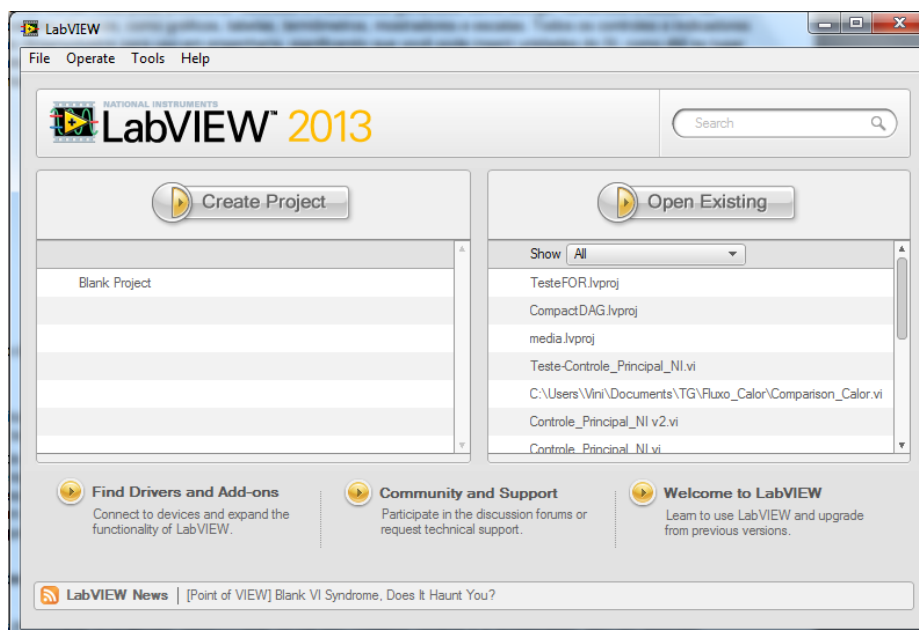 LabVIEW
File Operate Tools Help
NATIONAL INSTRUMENTS
LabVIEW™ 2013
Search
Create Project
Open Existing
Show All
Blank Project
TesteFOR.lvproj
CompactDAG.lvproj
media.lvproj
Teste-Controle_Principal_NI.vi
C:\Users\Vini\Documents\TG\Fluxo_Calor\Comparison_Calor.vi
Controle_Principal_NI v2.vi
Controle_Principal_NI.vi
Find Drivers and Add-ons
Connect to devices and expand the
functionality of LabVIEW.
Community and Support
Participate in the discussion forums or
request technical support.
Welcome to LabVIEW
Learn to use LabVIEW and upgrade
from previous versions.
LabVIEW News | [Point of VIEW] Blank VI Syndrome, Does It Haunt You?